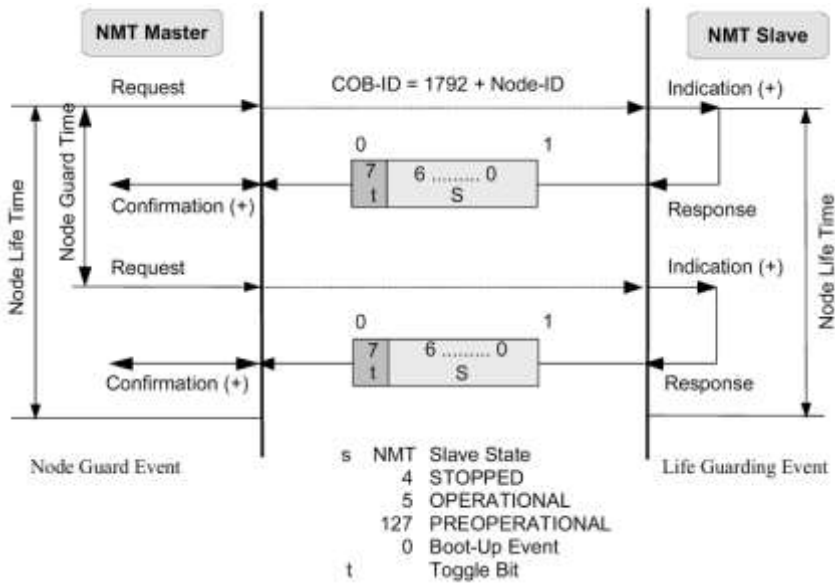 NMT Master
NMT Slave
Request
COB-ID = 1792 + Node-ID
Indication (+)
Node Life Time
Node Guard Time
0 1
7 6 ......... 0
t S
Confirmation (+)
Response
Node Life Time
Request
Indication (+)
0 1
7 6 ......... 0
t S
Confirmation (+)
Response
Node Guard Event
Life Guarding Event
s NMT Slave State
4 STOPPED
5 OPERATIONAL
127 PREOPERATIONAL
0 Boot-Up Event
t Toggle Bit